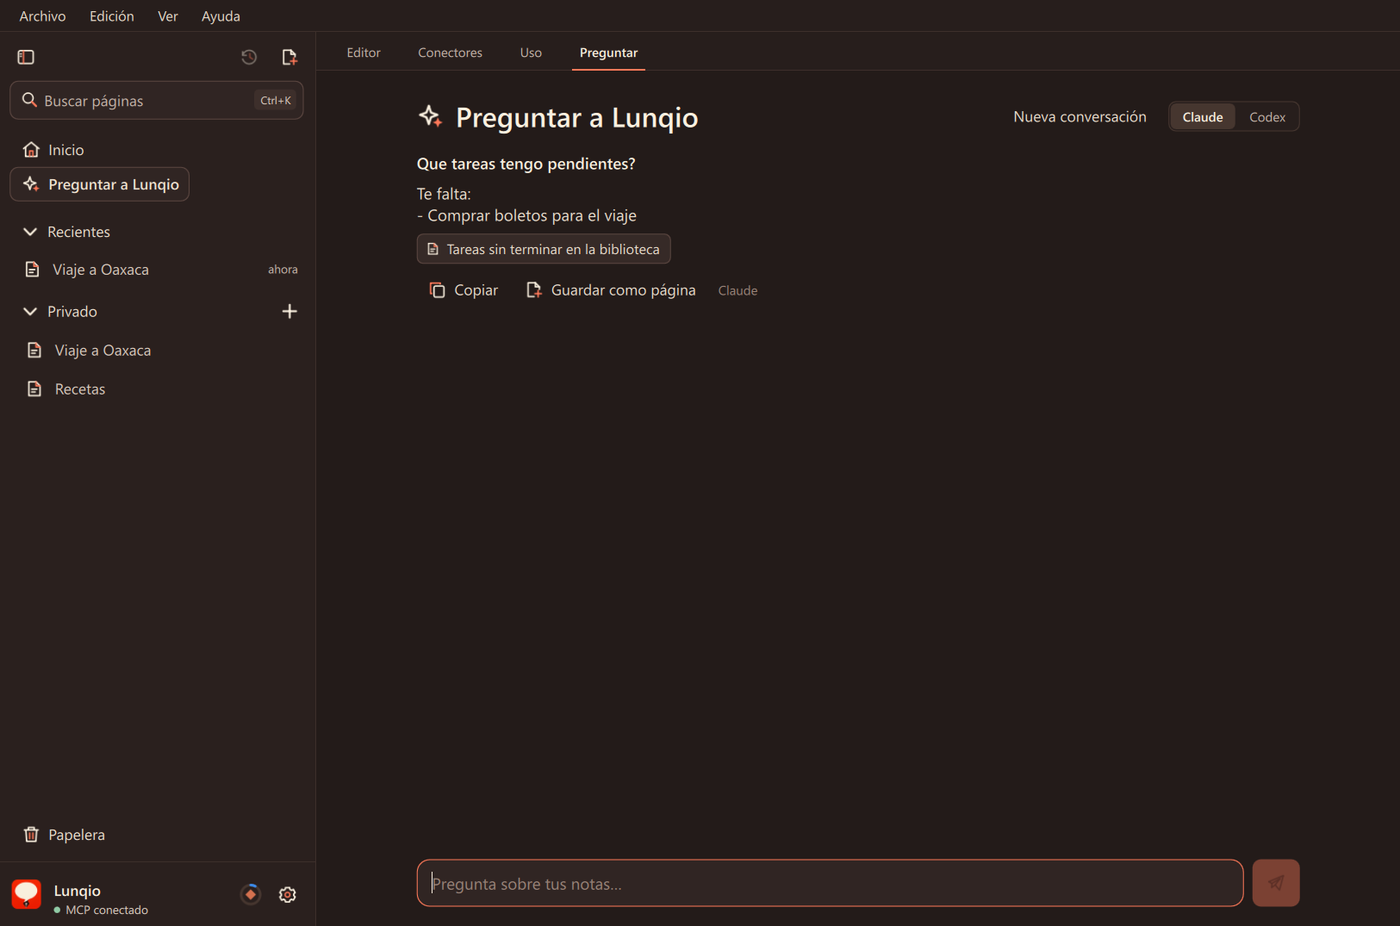 Archivo Edición Ver Ayuda
Buscar páginas Ctrl+K
Inicio
Preguntar a Lunqio
Recientes
Viaje a Oaxaca ahora
Privado
Viaje a Oaxaca
Recetas
Papelera
Lunqio
MCP conectado
Editor Conectores Uso Preguntar
Preguntar a Lunqio
Nueva conversación Claude Codex
Que tareas tengo pendientes?
Te falta:
- Comprar boletos para el viaje
Tareas sin terminar en la biblioteca
Copiar Guardar como página Claude
Pregunta sobre tus notas...